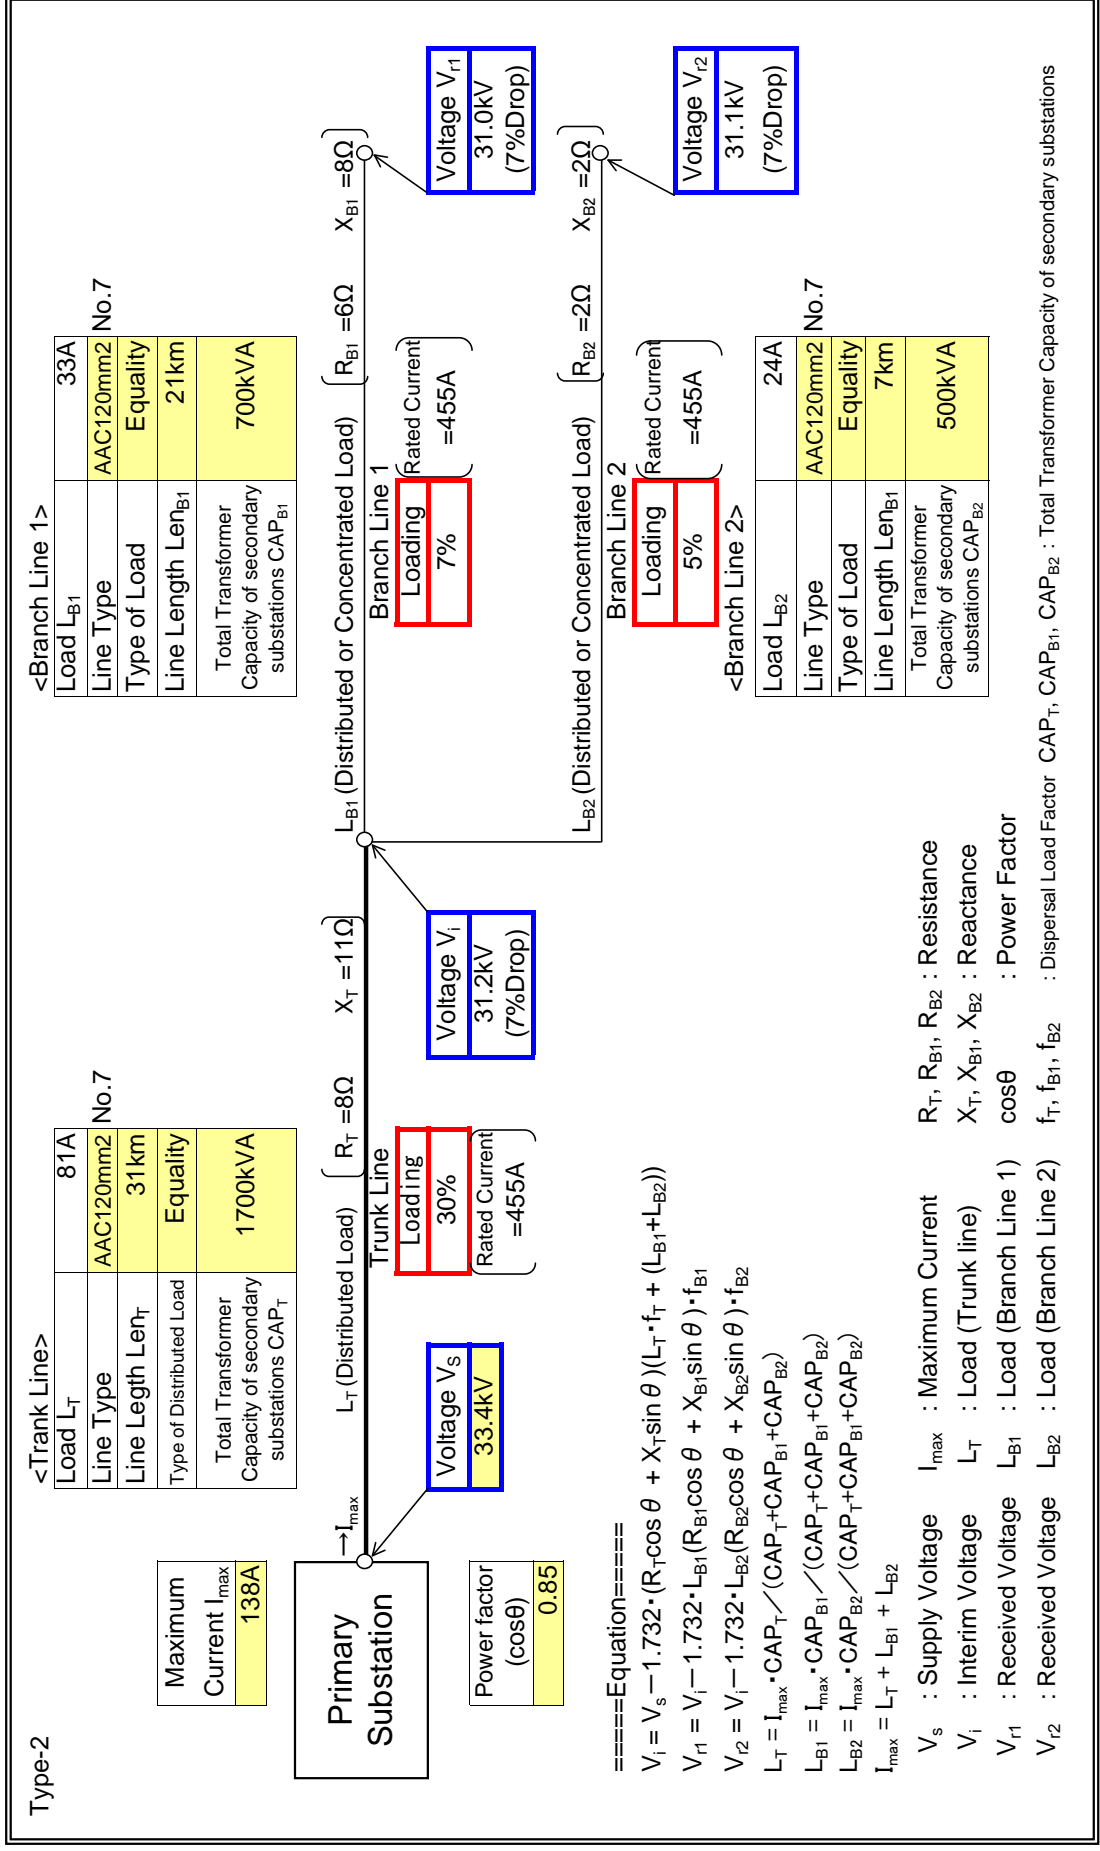 Type-2
Maximum
Current Imax
138A
<Trank Line>
Load LT 81A
Line Type AAC120mm2 No.7
Line Legth LenT 31km
Type of Distributed Load Equality
Total Transformer
Capacity of secondary
substations CAPT
1700kVA
<Branch Line 1>
Load LB1 33A
Line Type AAC120mm2 No.7
Type of Load Equality
Line Length LenB1 21km
Total Transformer
Capacity of secondary
substations CAPB1
700kVA
Primary
Substation
→Imax
LT (Distributed Load) RT =8Ω XT =11Ω
LB1 (Distributed or Concentrated Load) RB1 =6Ω XB1 =8Ω
Trunk Line
Loading
30%
Rated Current
=455A
Branch Line 1
Loading
7%
Rated Current
=455A
Voltage VS
33.4kV
Voltage Vi
31.2kV
(7%Drop)
Voltage Vr1
31.0kV
(7%Drop)
Power factor
(cosθ)
0.85
LB2 (Distributed or Concentrated Load) RB2 =2Ω XB2 =2Ω
Branch Line 2
Loading
5%
Rated Current
=455A
Voltage Vr2
31.1kV
(7%Drop)
<Branch Line 2>
Load LB2 24A
Line Type AAC120mm2 No.7
Type of Load Equality
Line Length LenB1 7km
Total Transformer
Capacity of secondary
substations CAPB2
500kVA
=====Equation=====
Vi = Vs－1.732･(RTcosθ + XTsinθ)(LT･fT + (LB1+LB2))
Vr1 = Vi－1.732･LB1(RB1cosθ + XB1sinθ)･fB1
Vr2 = Vi－1.732･LB2(RB2cosθ + XB2sinθ)･fB2
LT = Imax･CAPT／(CAPT+CAPB1+CAPB2)
LB1 = Imax･CAPB1／(CAPT+CAPB1+CAPB2)
LB2 = Imax･CAPB2／(CAPT+CAPB1+CAPB2)
Imax = LT + LB1 + LB2
Vs : Supply Voltage Imax : Maximum Current RT, RB1, RB2 : Resistance
Vi : Interim Voltage LT : Load (Trunk line) XT, XB1, XB2 : Reactance
Vr1 : Received Voltage LB1 : Load (Branch Line 1) cosθ : Power Factor
Vr2 : Received Voltage LB2 : Load (Branch Line 2) fT, fB1, fB2 : Dispersal Load Factor CAPT, CAPB1, CAPB2 : Total Transformer Capacity of secondary substations